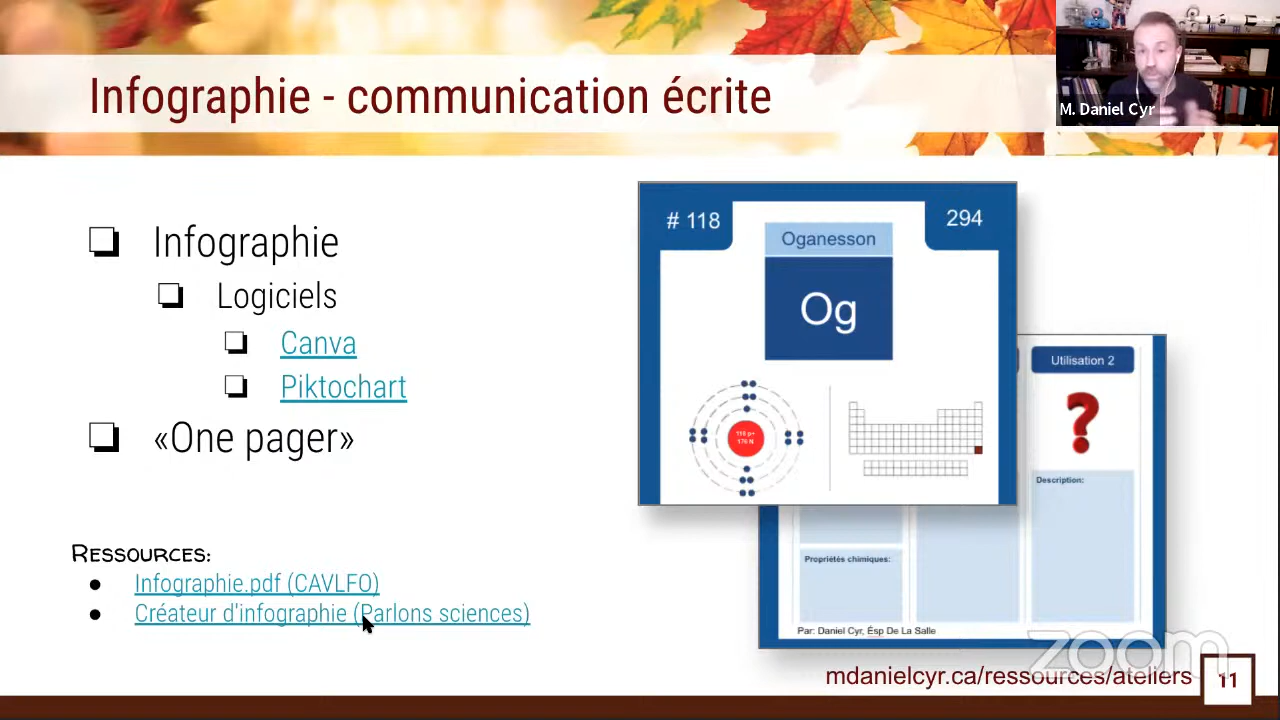 Infographie - communication écrite
M. Daniel Cyr
Infographie
Logiciels
Canva
Piktochart
«One pager»
Ressources:
Infographie.pdf (CAVLFO)
Créateur d'infographie (Parlons sciences)
# 118
294
Oganesson
Og
118 p+
176 N
Utilisation 2
?
Description:
Propriétés chimiques:
Par: Daniel Cyr, Ésp De La Salle
zoom
mdanielcyr.ca/ressources/ateliers
11